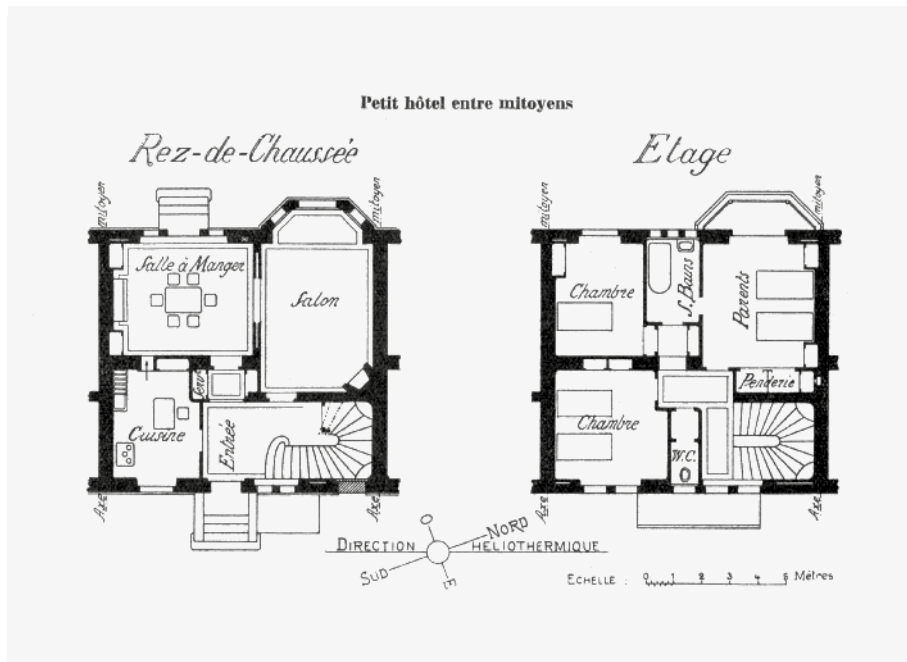 Petit hôtel entre mitoyens
Rez-de-Chaussée
Etage
mitoyen
mitoyen
mitoyen
mitoyen
Salle à Manger
Salon
Chambre
S. Bains
Parents
Serv.
Penderie
Cuisine
Entrée
Chambre
W.C.
Axe
Axe
Axe
Axe
O
NORD
DIRECTION HÉLIOTHERMIQUE
SUD
E
ECHELLE : 0 1 2 3 4 5 Mètres